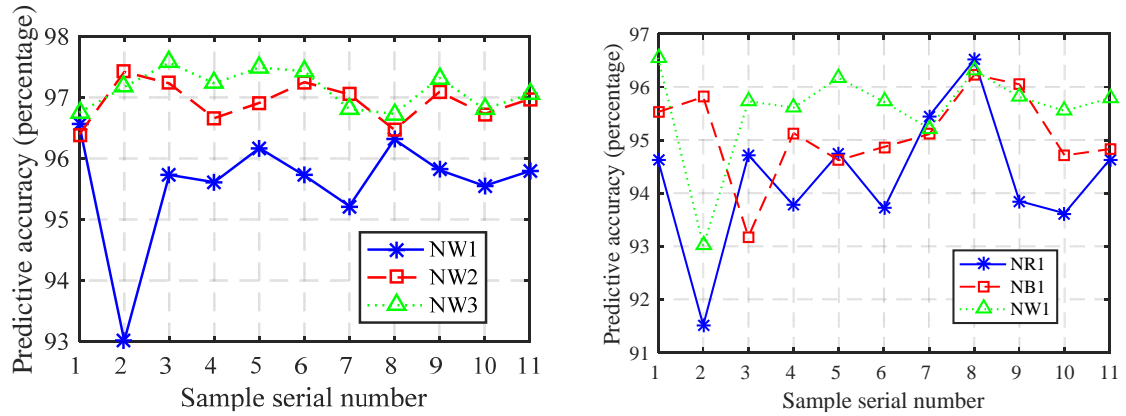 Predictive accuracy (percentage)
98
97
96
95
94
93
NW1
NW2
NW3
1 2 3 4 5 6 7 8 9 10 11
Sample serial number
Predictive accuracy (percentage)
97
96
95
94
93
92
91
NR1
NB1
NW1
1 2 3 4 5 6 7 8 9 10 11
Sample serial number